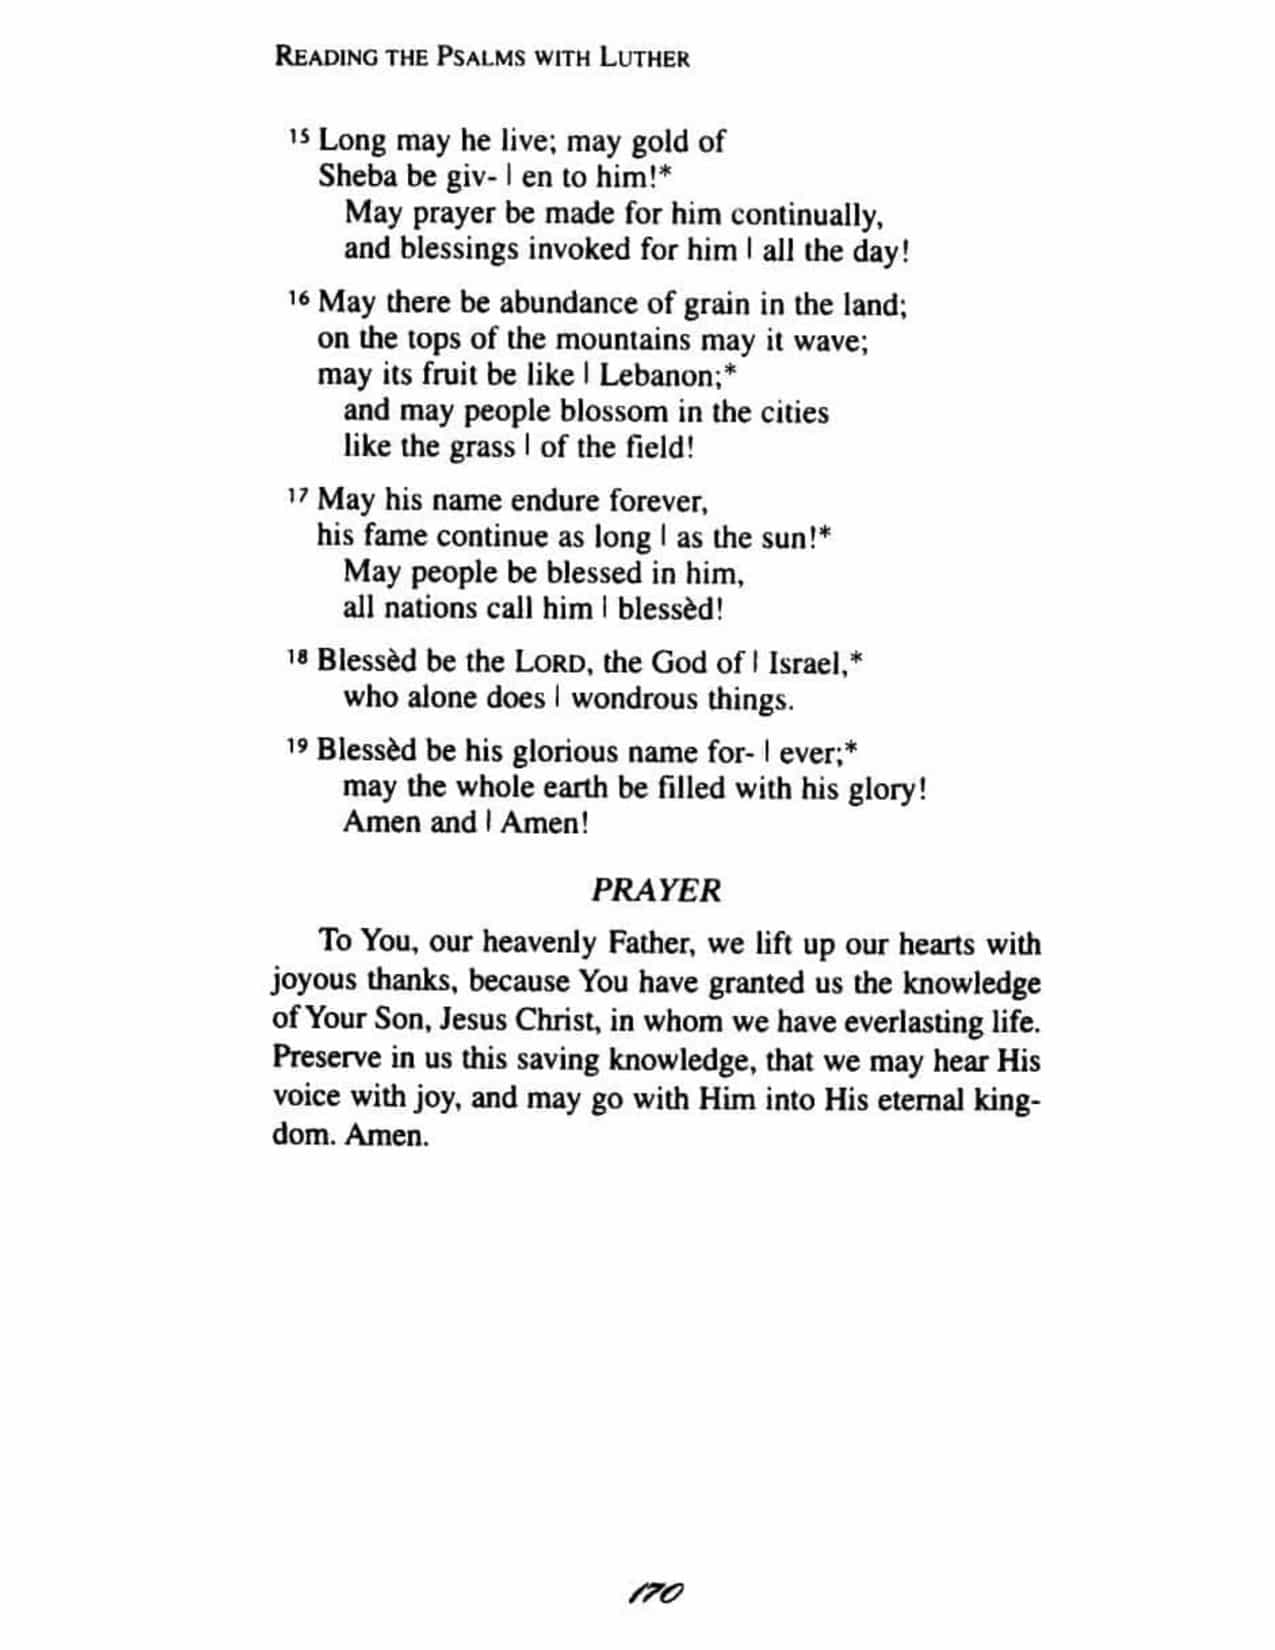 READING THE PSALMS WITH LUTHER
15 Long may he live; may gold of
Sheba be giv- | en to him!*
May prayer be made for him continually,
and blessings invoked for him | all the day!
16 May there be abundance of grain in the land;
on the tops of the mountains may it wave;
may its fruit be like | Lebanon;*
and may people blossom in the cities
like the grass | of the field!
17 May his name endure forever,
his fame continue as long | as the sun!*
May people be blessed in him,
all nations call him | blessèd!
18 Blessèd be the LORD, the God of | Israel,*
who alone does | wondrous things.
19 Blessèd be his glorious name for- | ever;*
may the whole earth be filled with his glory!
Amen and | Amen!
PRAYER
To You, our heavenly Father, we lift up our hearts with
joyous thanks, because You have granted us the knowledge
of Your Son, Jesus Christ, in whom we have everlasting life.
Preserve in us this saving knowledge, that we may hear His
voice with joy, and may go with Him into His eternal king-
dom. Amen.
170